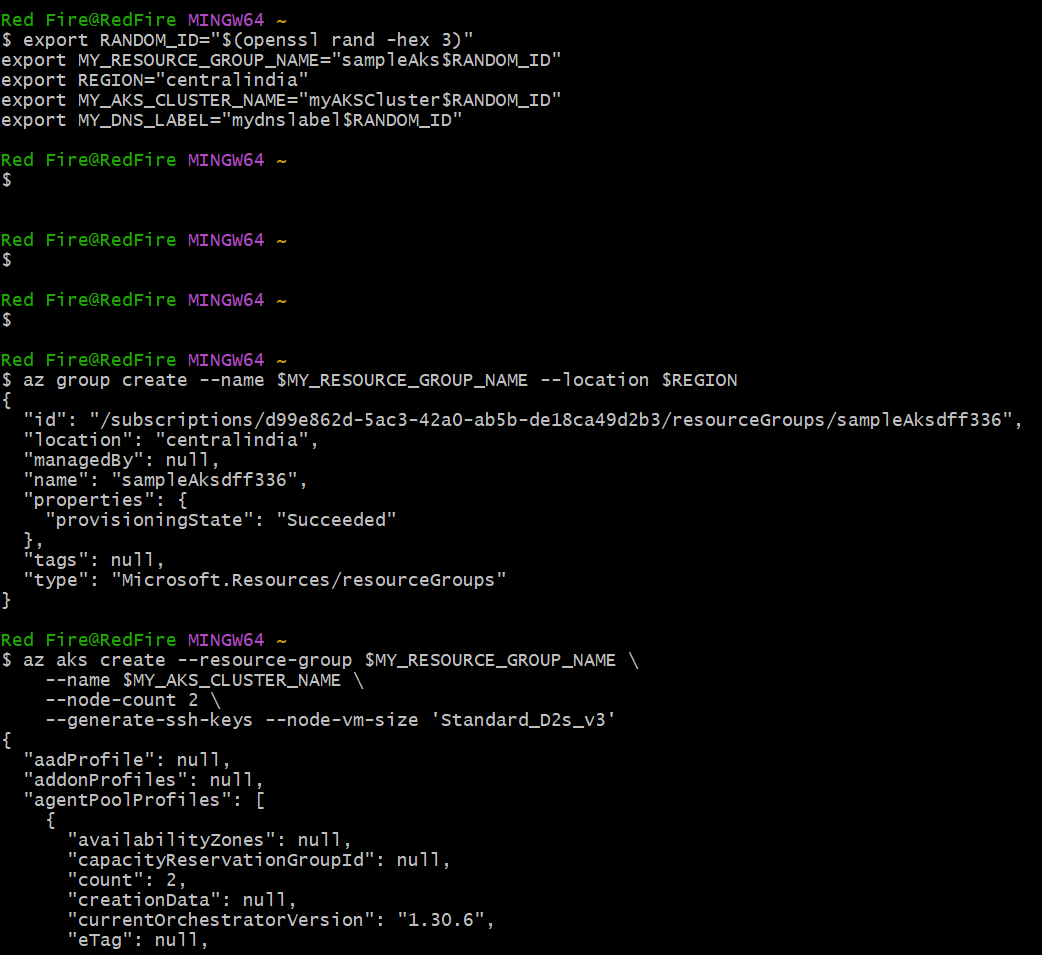 Red Fire@RedFire MINGW64 ~
$ export RANDOM_ID="$(openssl rand -hex 3)"
export MY_RESOURCE_GROUP_NAME="sampleAks$RANDOM_ID"
export REGION="centralindia"
export MY_AKS_CLUSTER_NAME="myAKSCluster$RANDOM_ID"
export MY_DNS_LABEL="mydnslabel$RANDOM_ID"
Red Fire@RedFire MINGW64 ~
$
Red Fire@RedFire MINGW64 ~
$
Red Fire@RedFire MINGW64 ~
$
Red Fire@RedFire MINGW64 ~
$ az group create --name $MY_RESOURCE_GROUP_NAME --location $REGION
{
  "id": "/subscriptions/d99e862d-5ac3-42a0-ab5b-de18ca49d2b3/resourceGroups/sampleAksdff336",
  "location": "centralindia",
  "managedBy": null,
  "name": "sampleAksdff336",
  "properties": {
    "provisioningState": "Succeeded"
  },
  "tags": null,
  "type": "Microsoft.Resources/resourceGroups"
}
Red Fire@RedFire MINGW64 ~
$ az aks create --resource-group $MY_RESOURCE_GROUP_NAME \
    --name $MY_AKS_CLUSTER_NAME \
    --node-count 2 \
    --generate-ssh-keys --node-vm-size 'Standard_D2s_v3'
{
  "aadProfile": null,
  "addonProfiles": null,
  "agentPoolProfiles": [
    {
      "availabilityZones": null,
      "capacityReservationGroupId": null,
      "count": 2,
      "creationData": null,
      "currentOrchestratorVersion": "1.30.6",
      "eTag": null,